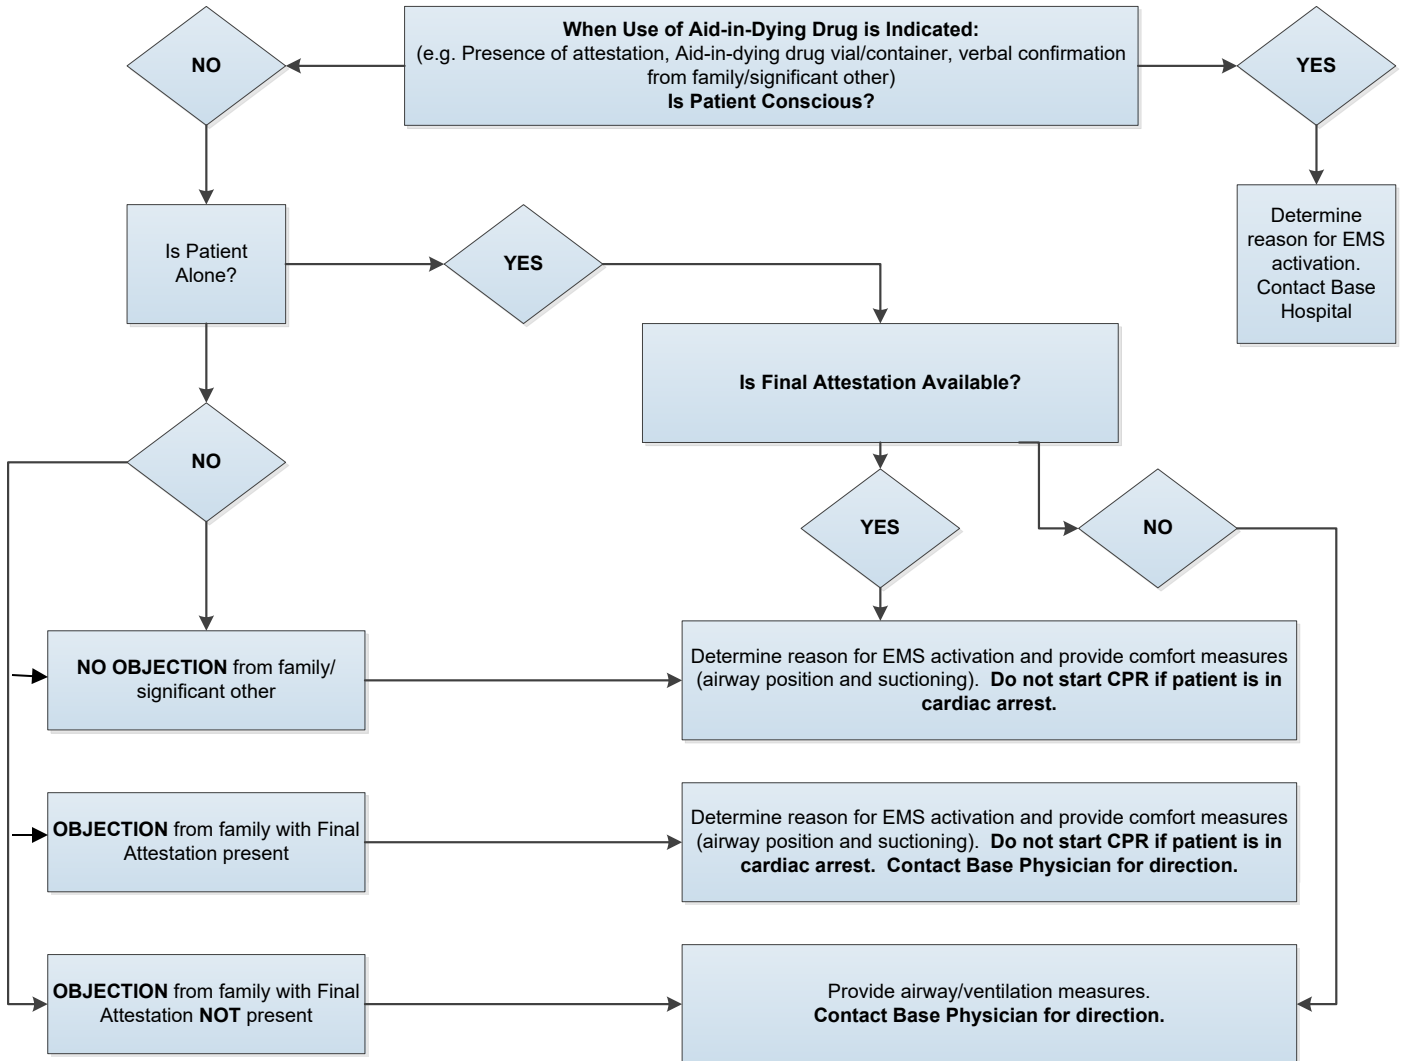 When Use of Aid-in-Dying Drug is Indicated:
(e.g. Presence of attestation, Aid-in-dying drug vial/container, verbal confirmation
from family/significant other)
Is Patient Conscious?
NO
YES
Determine
reason for EMS
activation.
Contact Base
Hospital
Is Patient
Alone?
YES
Is Final Attestation Available?
NO
YES
NO
NO OBJECTION from family/
significant other
Determine reason for EMS activation and provide comfort measures
(airway position and suctioning).  Do not start CPR if patient is in
cardiac arrest.
OBJECTION from family with Final
Attestation present
Determine reason for EMS activation and provide comfort measures
(airway position and suctioning).  Do not start CPR if patient is in
cardiac arrest.  Contact Base Physician for direction.
OBJECTION from family with Final
Attestation NOT present
Provide airway/ventilation measures.
Contact Base Physician for direction.